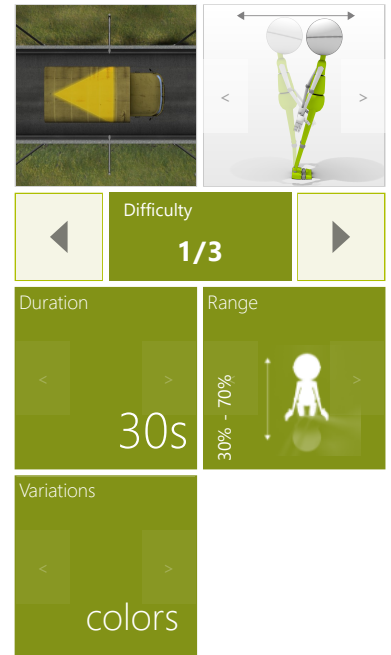 < >
Difficulty
1/3
Duration
< >
30s
Range
< >
30% - 70%
Variations
< >
colors